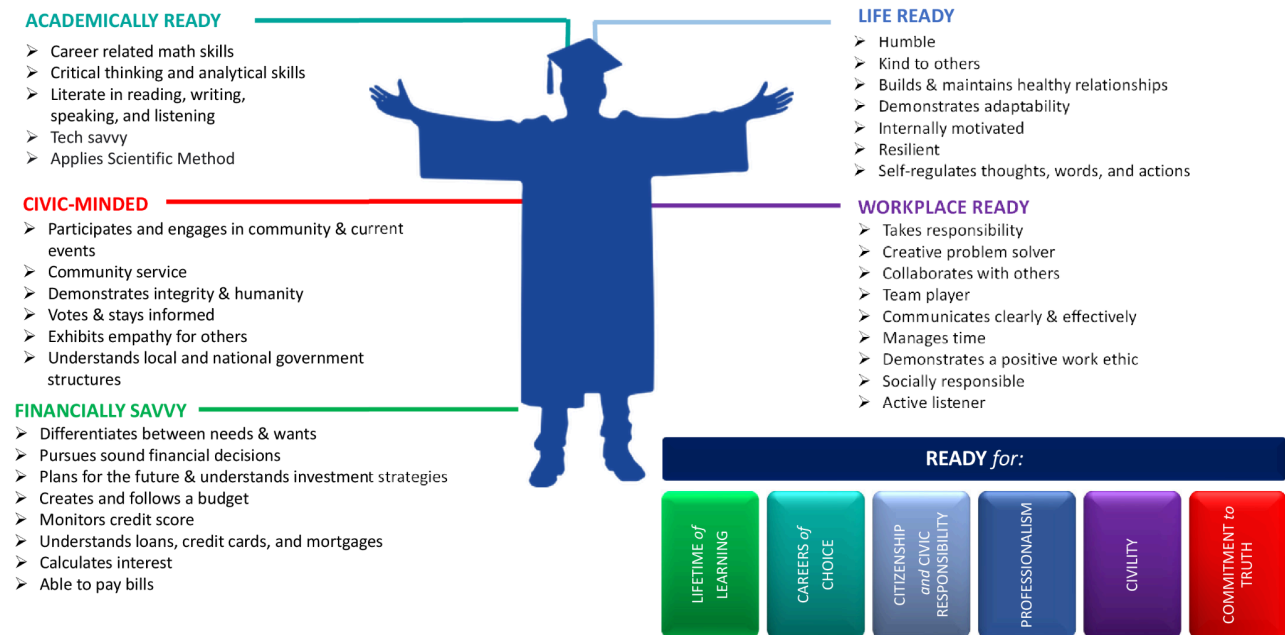 ACADEMICALLY READY
➢ Career related math skills
➢ Critical thinking and analytical skills
➢ Literate in reading, writing,
speaking, and listening
➢ Tech savvy
➢ Applies Scientific Method
CIVIC-MINDED
➢ Participates and engages in community & current
events
➢ Community service
➢ Demonstrates integrity & humanity
➢ Votes & stays informed
➢ Exhibits empathy for others
➢ Understands local and national government
structures
FINANCIALLY SAVVY
➢ Differentiates between needs & wants
➢ Pursues sound financial decisions
➢ Plans for the future & understands investment strategies
➢ Creates and follows a budget
➢ Monitors credit score
➢ Understands loans, credit cards, and mortgages
➢ Calculates interest
➢ Able to pay bills
LIFE READY
➢ Humble
➢ Kind to others
➢ Builds & maintains healthy relationships
➢ Demonstrates adaptability
➢ Internally motivated
➢ Resilient
➢ Self-regulates thoughts, words, and actions
WORKPLACE READY
➢ Takes responsibility
➢ Creative problem solver
➢ Collaborates with others
➢ Team player
➢ Communicates clearly & effectively
➢ Manages time
➢ Demonstrates a positive work ethic
➢ Socially responsible
➢ Active listener
READY for:
LIFETIME of
LEARNING
CAREERS of
CHOICE
CITIZENSHIP
and CIVIC
RESPONSIBILITY
PROFESSIONALISM
CIVILITY
COMMITMENT to
TRUTH